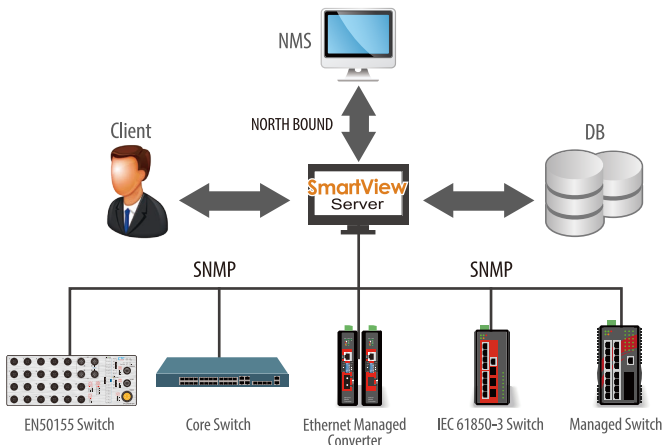 NMS
NORTH BOUND
Client
DB
SmartView
Server
SNMP
SNMP
EN50155 Switch
Core Switch
Ethernet Managed
Converter
IEC 61850-3 Switch
Managed Switch